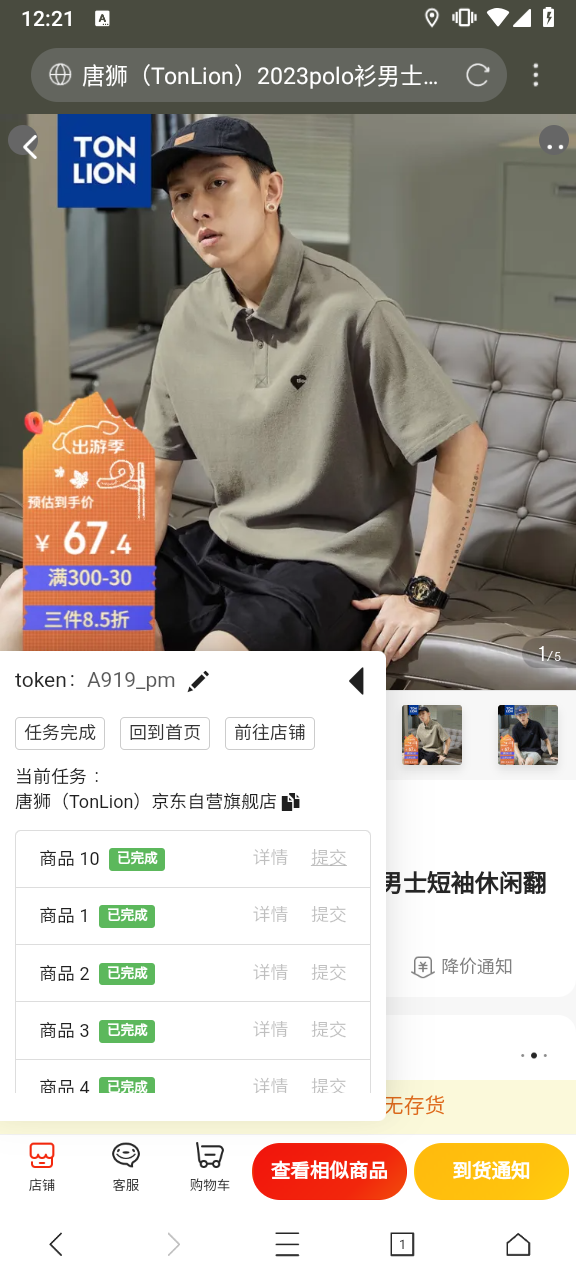 12:21
唐狮（TonLion）2023polo衫男士...
TON
LION
出游季
预估到手价
¥ 67.4
满300-30
三件8.5折
1/5
token: A919_pm
任务完成 回到首页 前往店铺
当前任务：
唐狮（TonLion）京东自营旗舰店
商品 10 已完成 详情 提交
商品 1 已完成 详情 提交
商品 2 已完成 详情 提交
商品 3 已完成 详情 提交
商品 4 已完成 详情 提交
男士短袖休闲翻
降价通知
无存货
店铺 客服 购物车 查看相似商品 到货通知
1